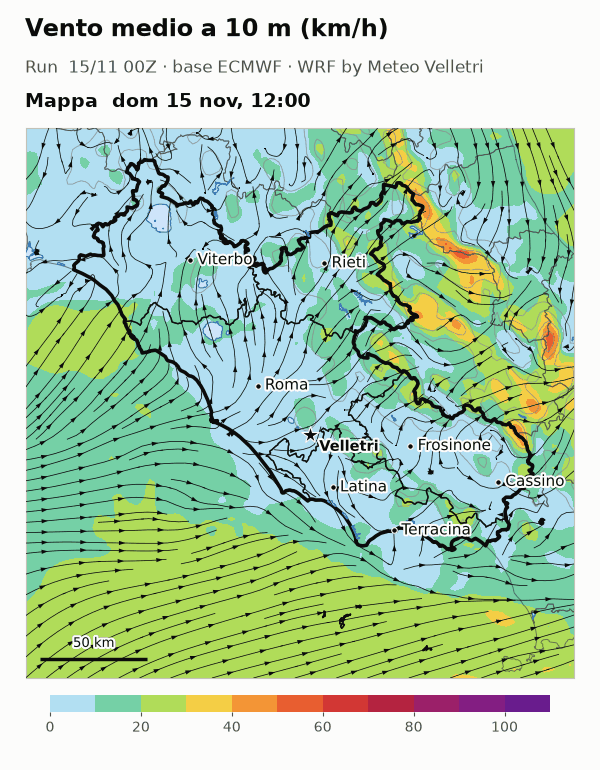 Vento medio a 10 m (km/h)
Run  15/11 00Z · base ECMWF · WRF by Meteo Velletri
Mappa  dom 15 nov, 12:00
Viterbo
Rieti
Roma
Velletri
Frosinone
Cassino
Latina
Terracina
50 km
0 20 40 60 80 100